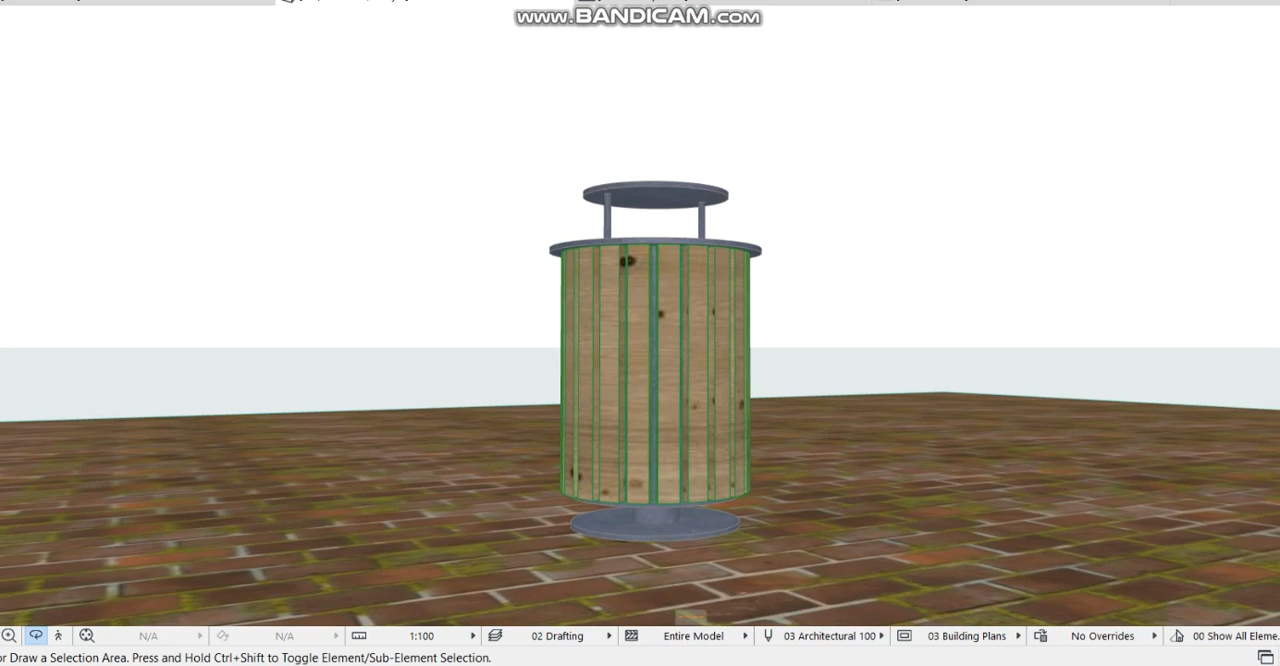 www.BANDICAM.com
N/A N/A 1:100 02 Drafting Entire Model 03 Architectural 100 03 Building Plans No Overrides 00 Show All Eleme.
or Draw a Selection Area. Press and Hold Ctrl+Shift to Toggle Element/Sub-Element Selection.